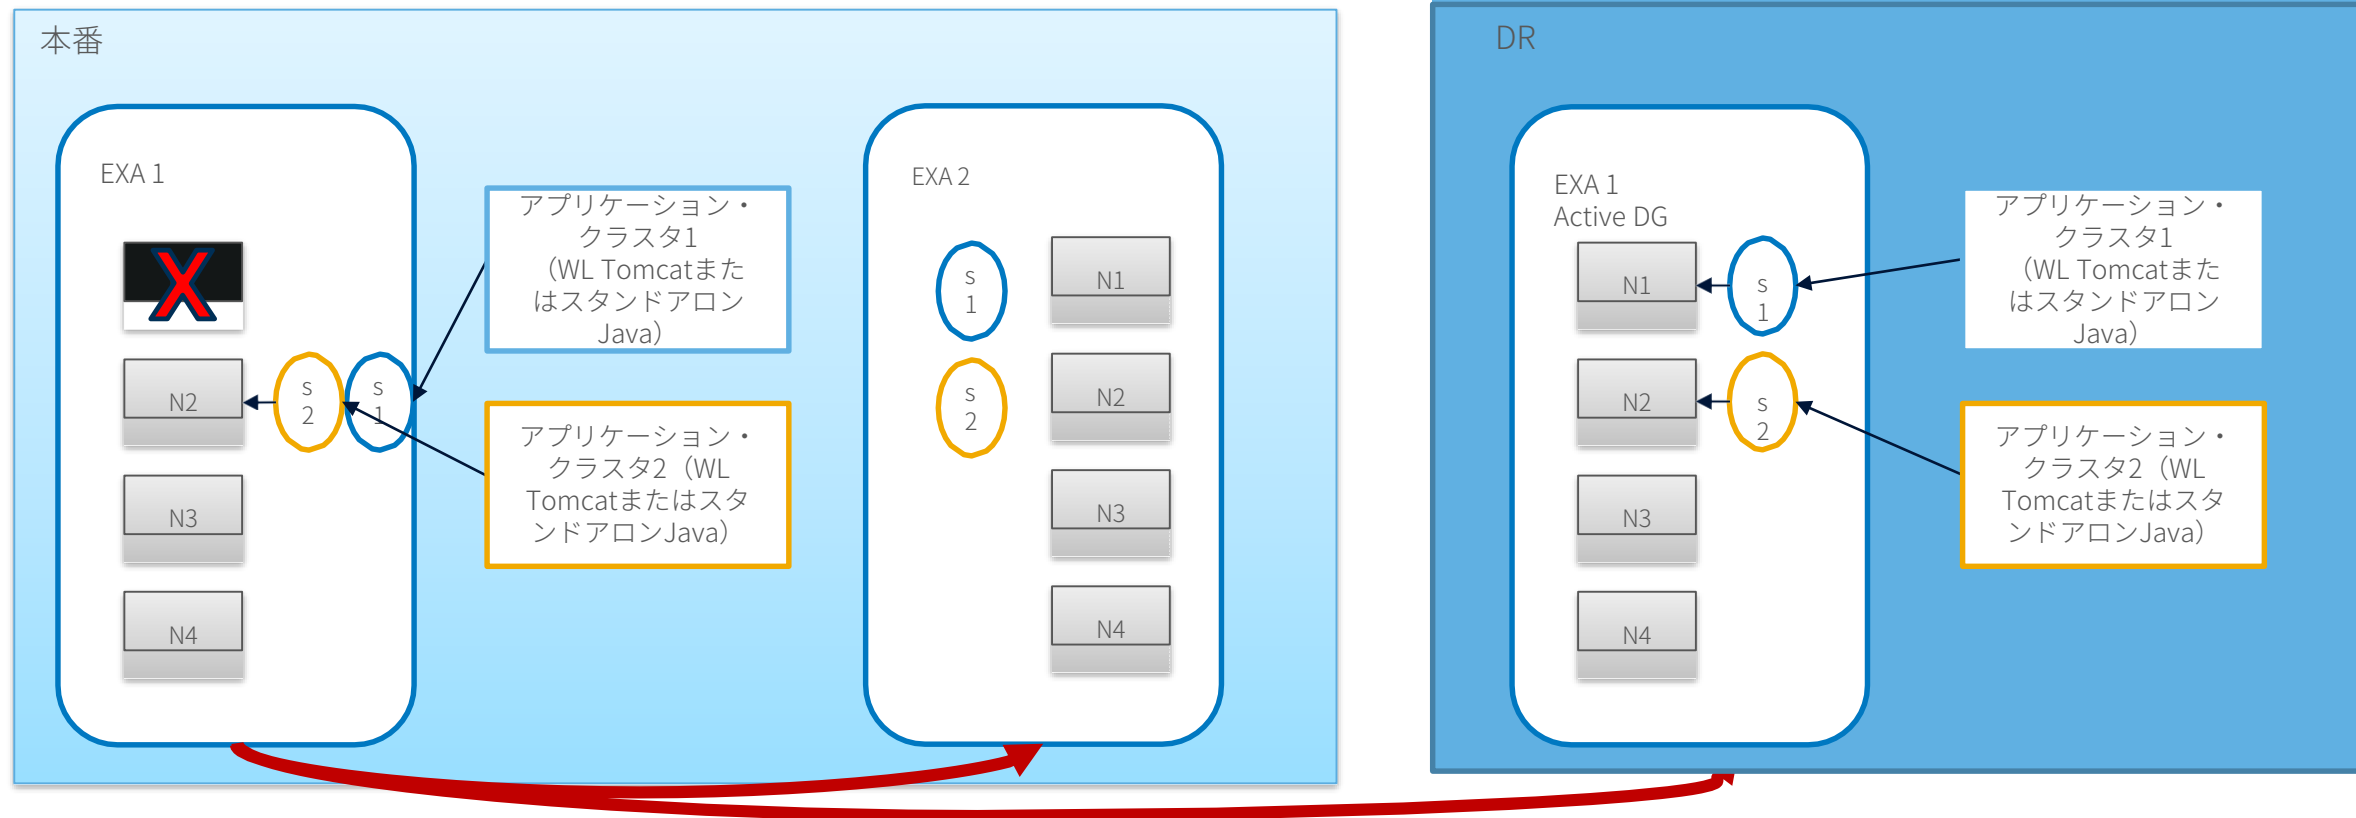 本番
EXA 1
X
N2
N3
N4
s
2
s
1
アプリケーション・
クラスタ1
（WL Tomcatまた
はスタンドアロン
Java）
アプリケーション・
クラスタ2（WL
Tomcatまたはスタ
ンドアロンJava）
EXA 2
s
1
s
2
N1
N2
N3
N4
DR
EXA 1
Active DG
N1
N2
N3
N4
s
1
s
2
アプリケーション・
クラスタ1
（WL Tomcatまた
はスタンドアロン
Java）
アプリケーション・
クラスタ2（WL
Tomcatまたはスタ
ンドアロンJava）